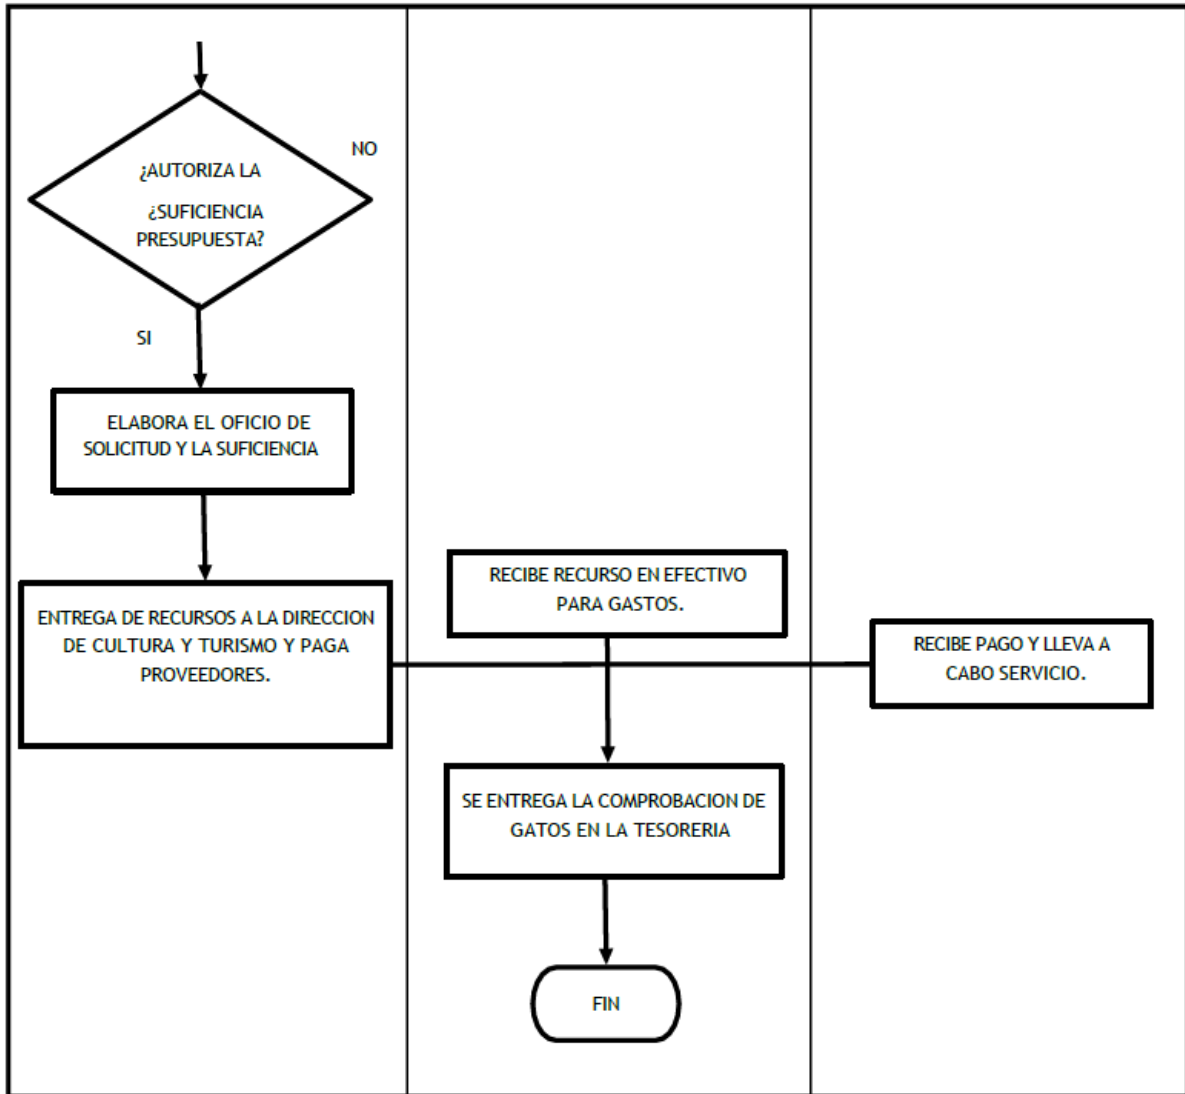 NO
¿AUTORIZA LA
¿SUFICIENCIA
PRESUPUESTA?
SI
ELABORA EL OFICIO DE
SOLICITUD Y LA SUFICIENCIA
ENTREGA DE RECURSOS A LA DIRECCION
DE CULTURA Y TURISMO Y PAGA
PROVEEDORES.
RECIBE RECURSO EN EFECTIVO
PARA GASTOS.
RECIBE PAGO Y LLEVA A
CABO SERVICIO.
SE ENTREGA LA COMPROBACION DE
GATOS EN LA TESORERIA
FIN